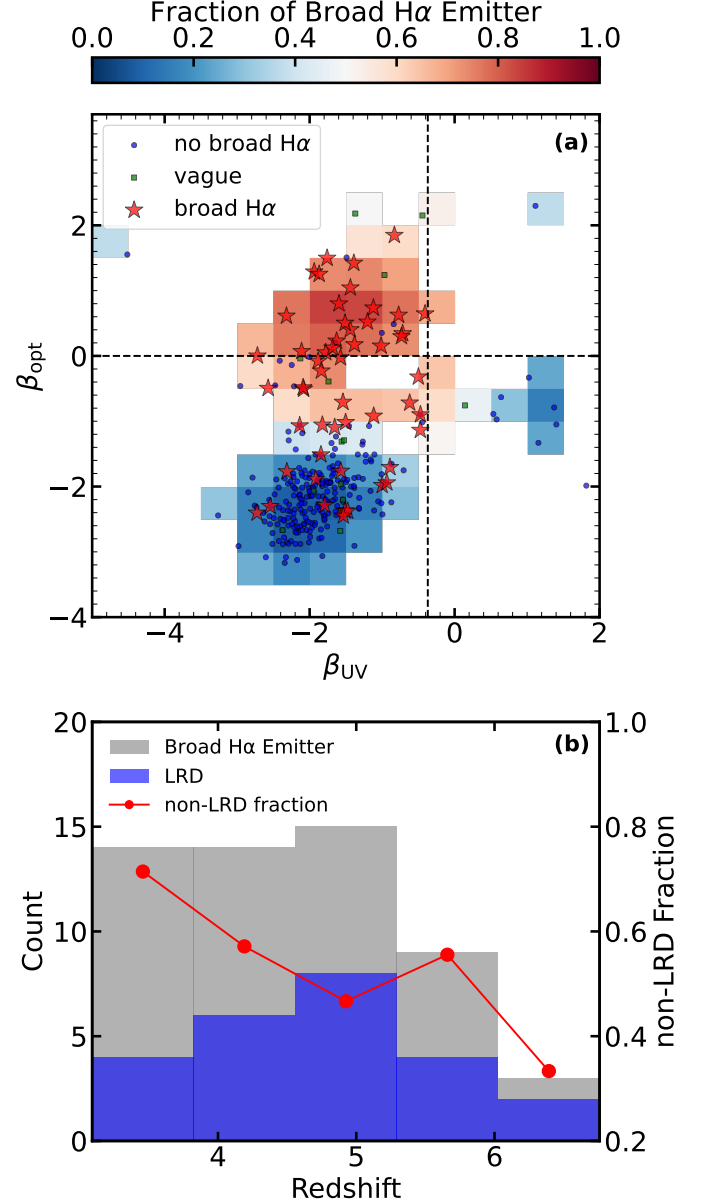 Fraction of Broad Hα Emitter
0.0 0.2 0.4 0.6 0.8 1.0
(a)
no broad Hα
vague
broad Hα
2
0
−2
−4
βopt
−4 −2 0 2
βUV
20 1.0
(b)
Broad Hα Emitter
LRD
non-LRD fraction
15 0.8
10 0.6
5 0.4
0 0.2
Count
non-LRD Fraction
4 5 6
Redshift